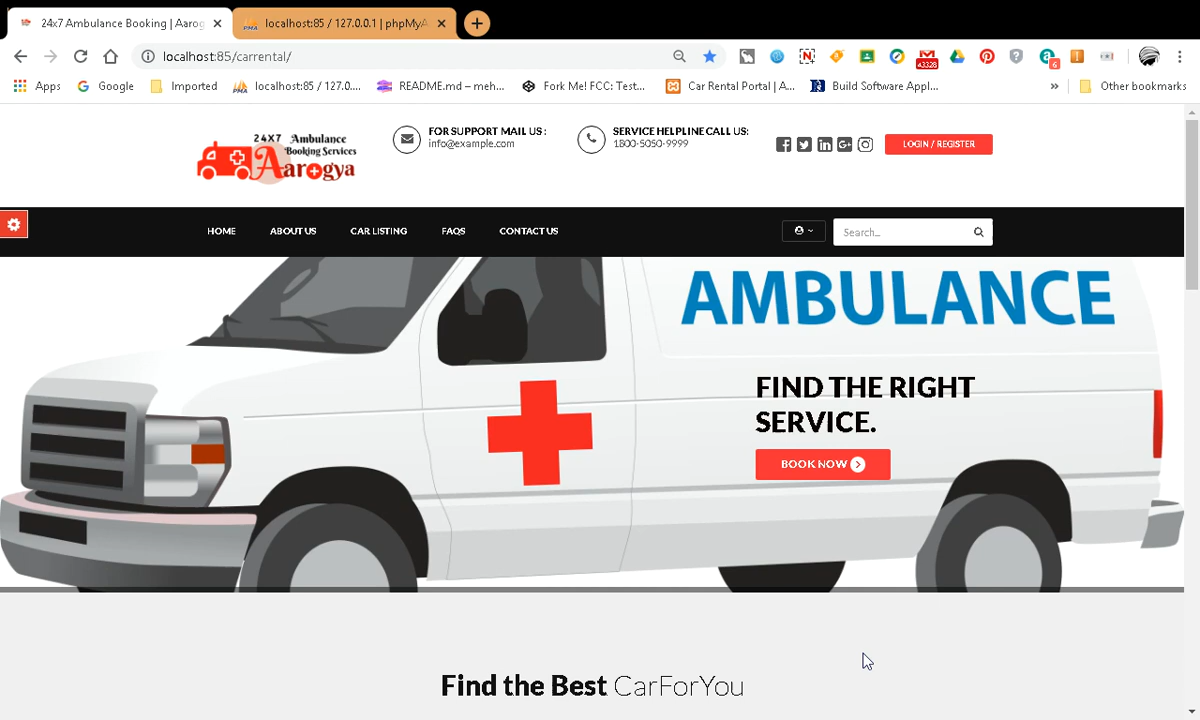 24x7 Ambulance Booking | Aarog
localhost:85 / 127.0.0.1 | phpMyA
localhost:85/carrental/
43328
6
Apps
Google
Imported
localhost:85 / 127.0.0....
README.md – meh...
Fork Me! FCC: Test...
Car Rental Portal | A...
Build Software Appl...
»
Other bookmarks
24X7 Ambulance
Booking Services
Aarogya
FOR SUPPORT MAIL US :
info@example.com
SERVICE HELPLINE CALL US:
1800-5050-9999
LOGIN / REGISTER
HOME
ABOUT US
CAR LISTING
FAQS
CONTACT US
Search...
AMBULANCE
FIND THE RIGHT
SERVICE.
BOOK NOW
Find the Best CarForYou